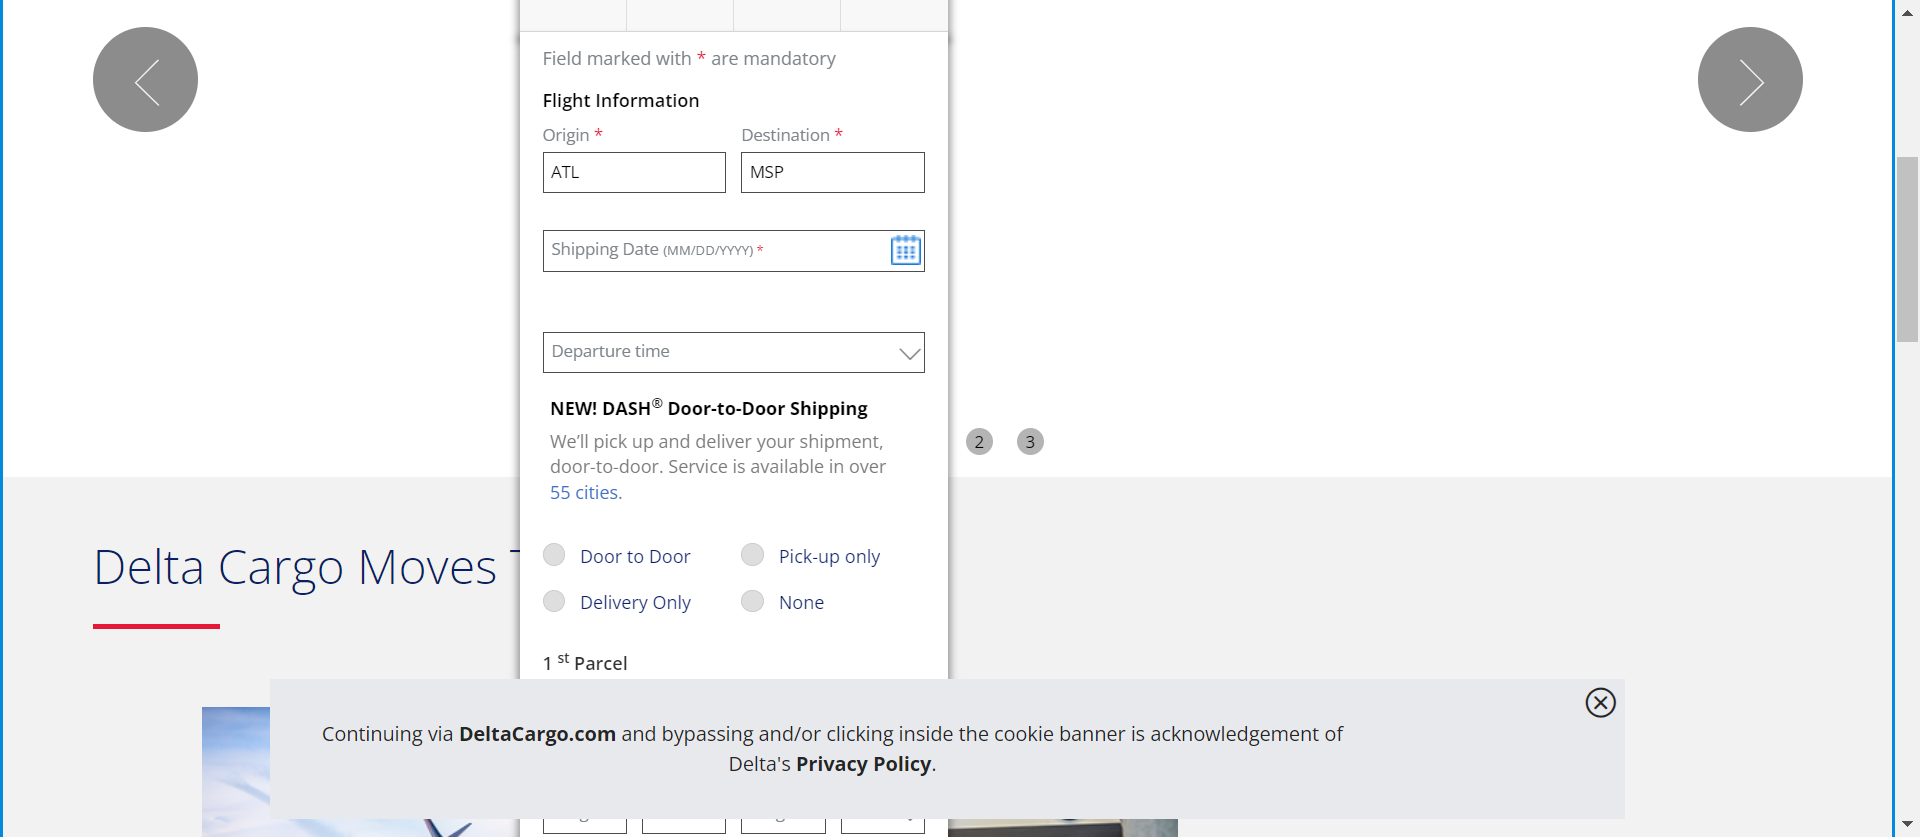 Field marked with * are mandatory
Flight Information
Origin * Destination *
ATL MSP
Shipping Date (MM/DD/YYYY) *
Departure time
NEW! DASH® Door-to-Door Shipping
We’ll pick up and deliver your shipment,
door-to-door. Service is available in over
55 cities.
2 3
Door to Door Pick-up only
Delivery Only None
Delta Cargo Moves
1 st Parcel
Continuing via DeltaCargo.com and bypassing and/or clicking inside the cookie banner is acknowledgement of
Delta's Privacy Policy.